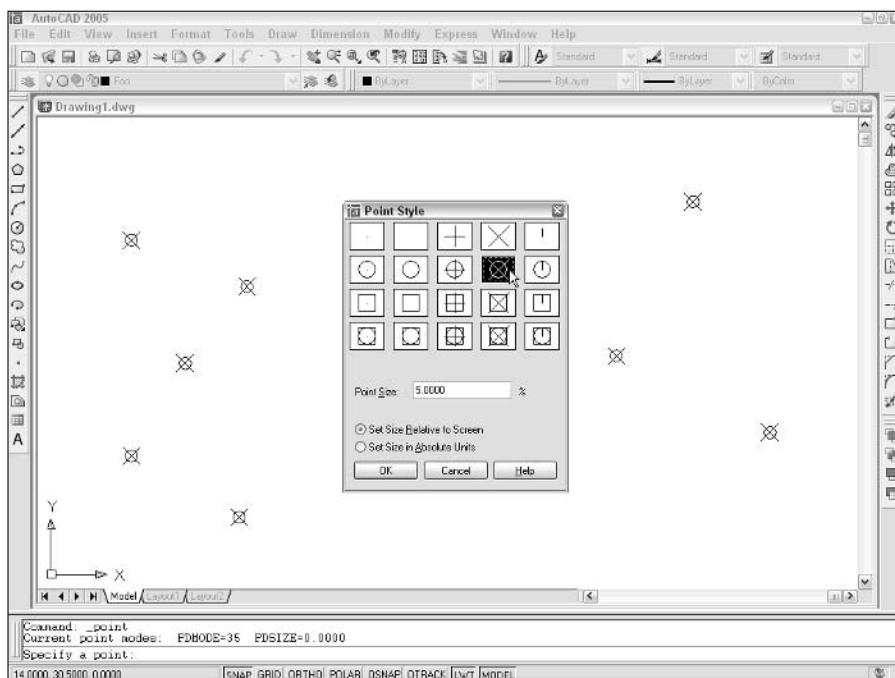 AutoCAD 2005
File Edit View Insert Format Tools Draw Dimension Modify Express Window Help
Standard Standard Standard
Foo ByLayer ByLayer ByLayer ByColor
Drawing1.dwg
Point Style
Point Size: 5.0000 %
Set Size Relative to Screen
Set Size in Absolute Units
OK Cancel Help
Y
X
A
Model Layout1 Layout2
Command: _point
Current point modes: PDMODE=35 PDSIZE=0.0000
Specify a point:
14.0000, 30.5000, 0.0000 SNAP GRID ORTHO POLAR OSNAP OTRACK LWT MODEL